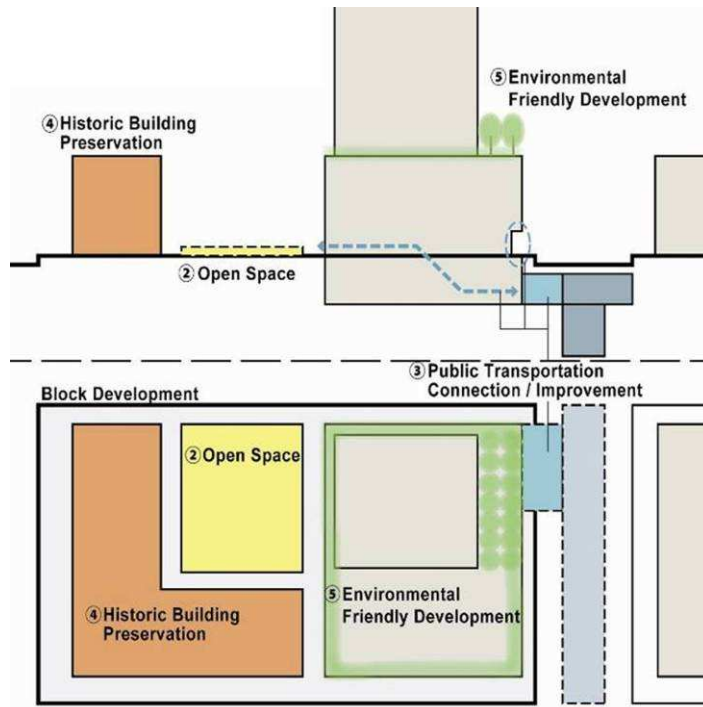 ⑤Environmental
Friendly Development
④Historic Building
Preservation
②Open Space
③Public Transportation
Connection / Improvement
Block Development
②Open Space
⑤Environmental
Friendly Development
④Historic Building
Preservation